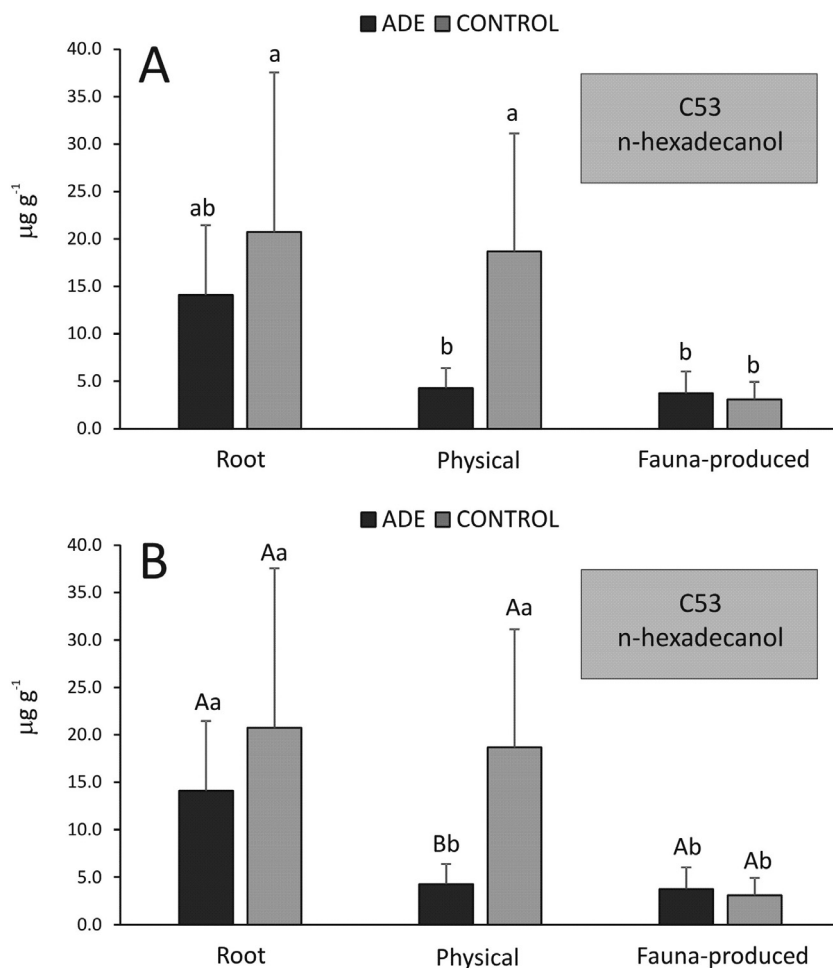 ADE CONTROL
A
C53
n-hexadecanol
µg g⁻¹
40.0
35.0
30.0
25.0
20.0
15.0
10.0
5.0
0.0
ab a
b a
b b
Root Physical Fauna-produced
ADE CONTROL
B
C53
n-hexadecanol
µg g⁻¹
40.0
35.0
30.0
25.0
20.0
15.0
10.0
5.0
0.0
Aa Aa
Bb Aa
Ab Ab
Root Physical Fauna-produced